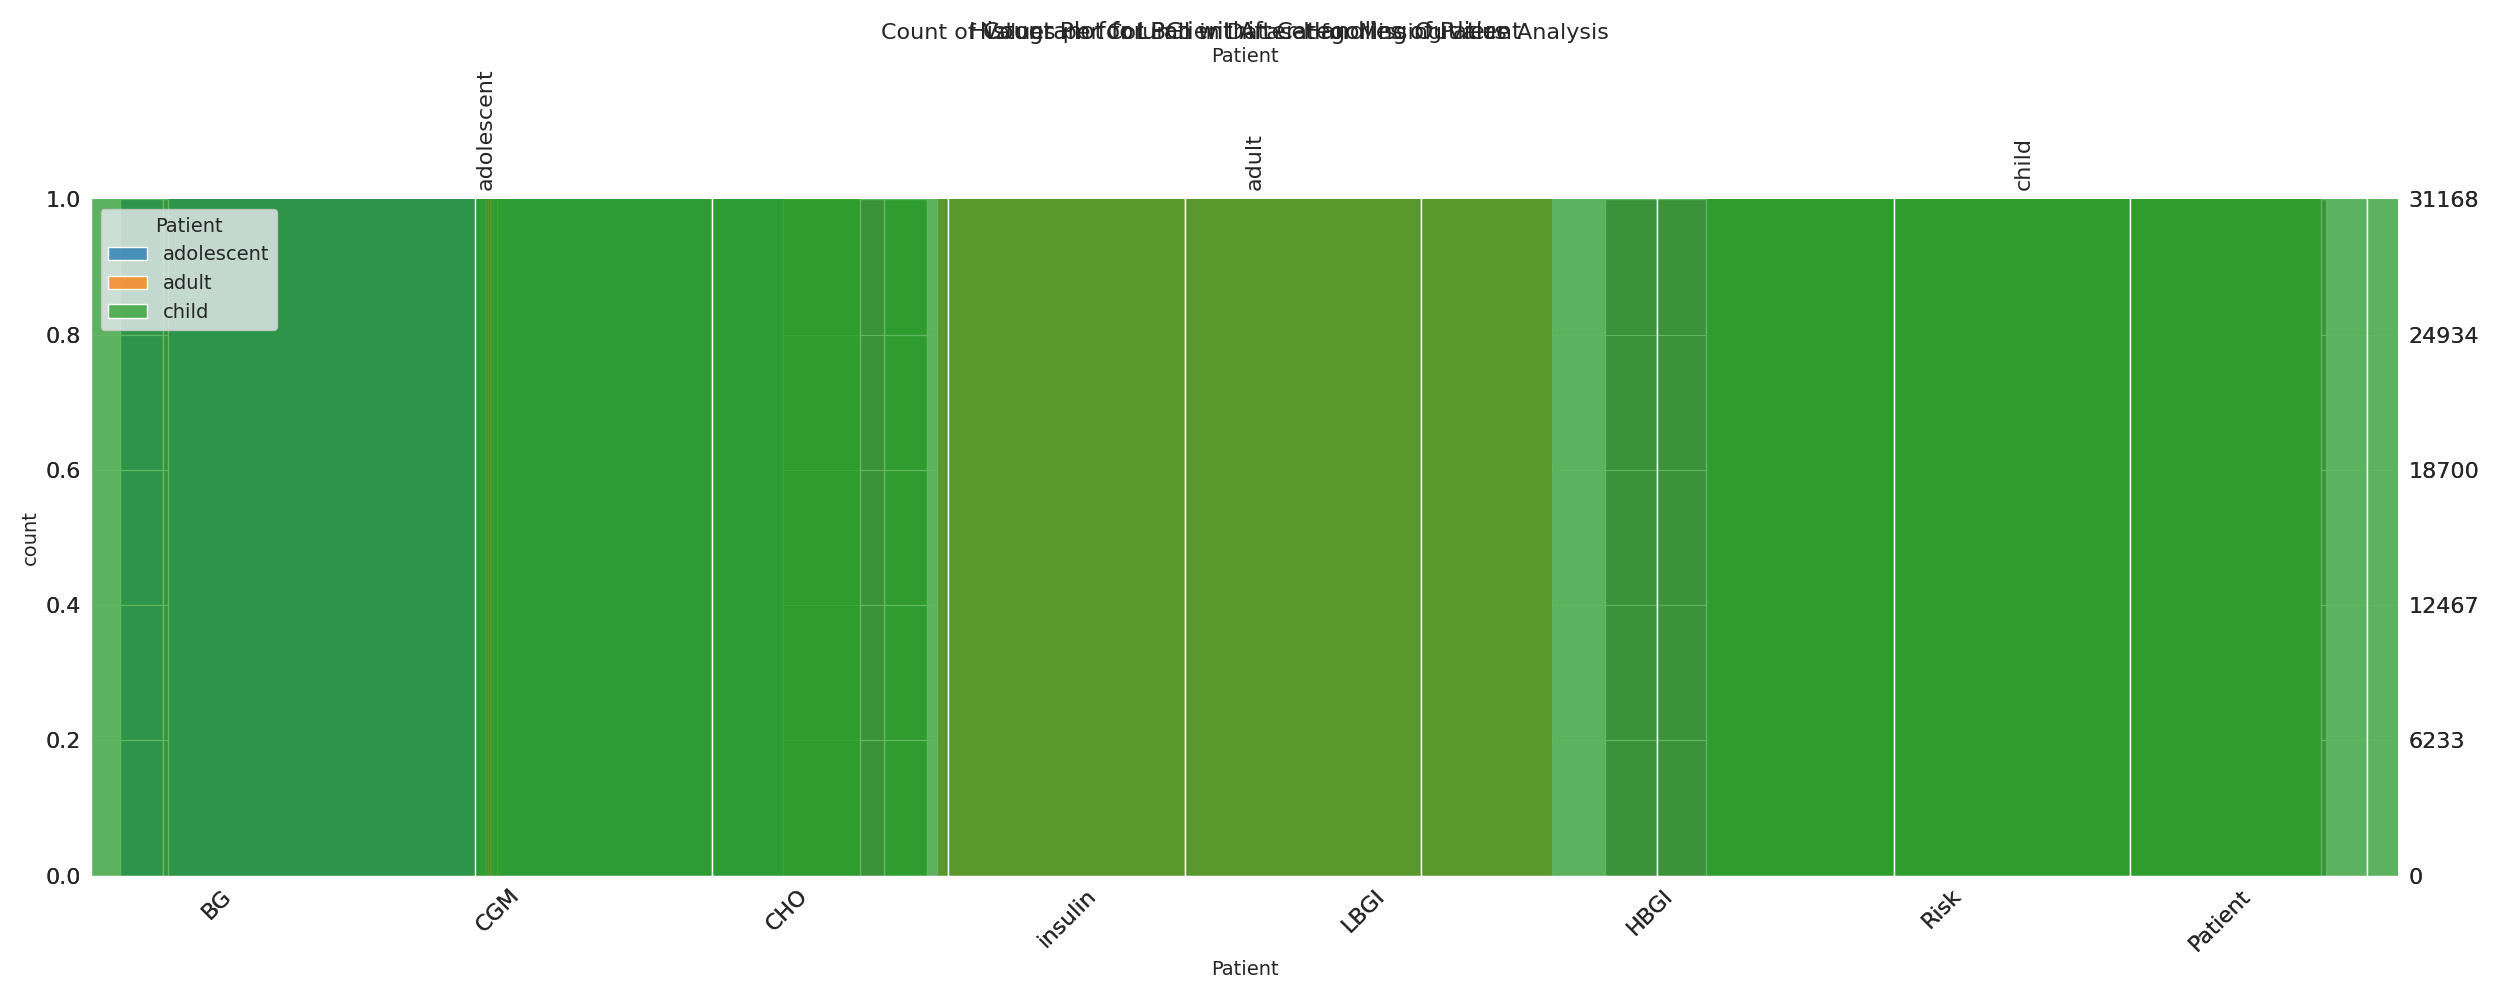 Patient
adolescent
adult
child
1.0 31168
Patient
adolescent
adult
child
0.8 24934
0.6 18700
count
0.4 12467
0.2 6233
0.0 0
BG CGM CHO insulin LBGI HBGI Risk Patient
Patient